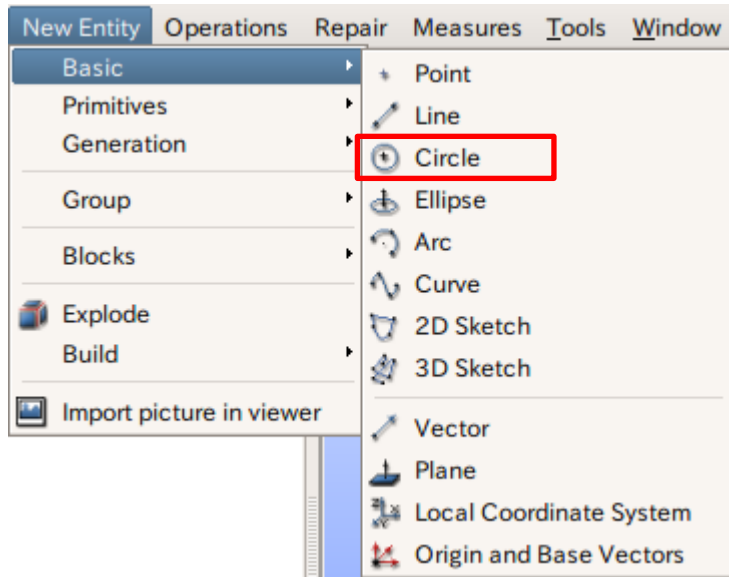 New Entity Operations Repair Measures Tools Window
Basic
Primitives
Generation
Group
Blocks
Explode
Build
Import picture in viewer
Point
Line
Circle
Ellipse
Arc
Curve
2D Sketch
3D Sketch
Vector
Plane
Local Coordinate System
Origin and Base Vectors